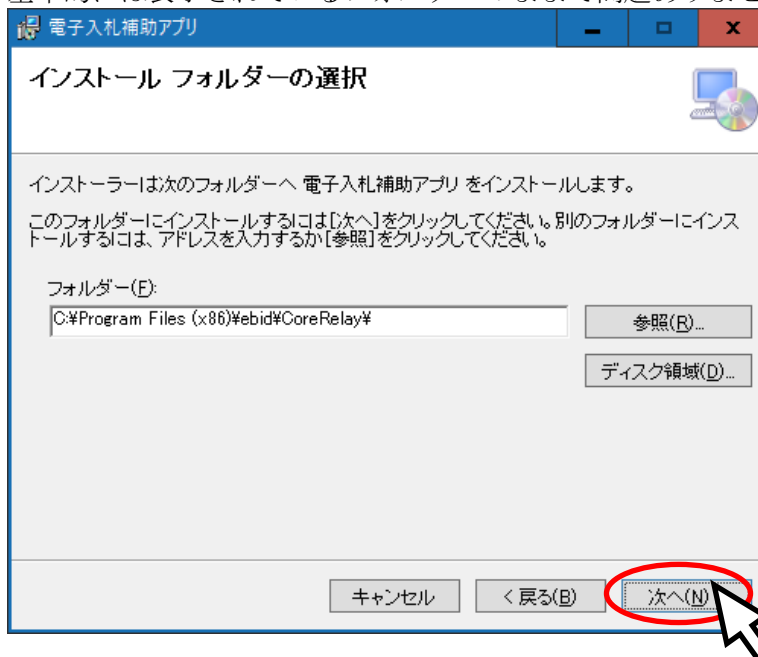 電子入札補助アプリ
インストール フォルダーの選択
インストーラーは次のフォルダーへ 電子入札補助アプリ をインストールします。
このフォルダーにインストールするには[次へ]をクリックしてください。別のフォルダーにインス
トールするには、アドレスを入力するか[参照]をクリックしてください。
フォルダー(F):
C:¥Program Files (x86)¥ebid¥CoreRelay¥
参照(R)...
ディスク領域(D)...
キャンセル
< 戻る(B)
次へ(N)